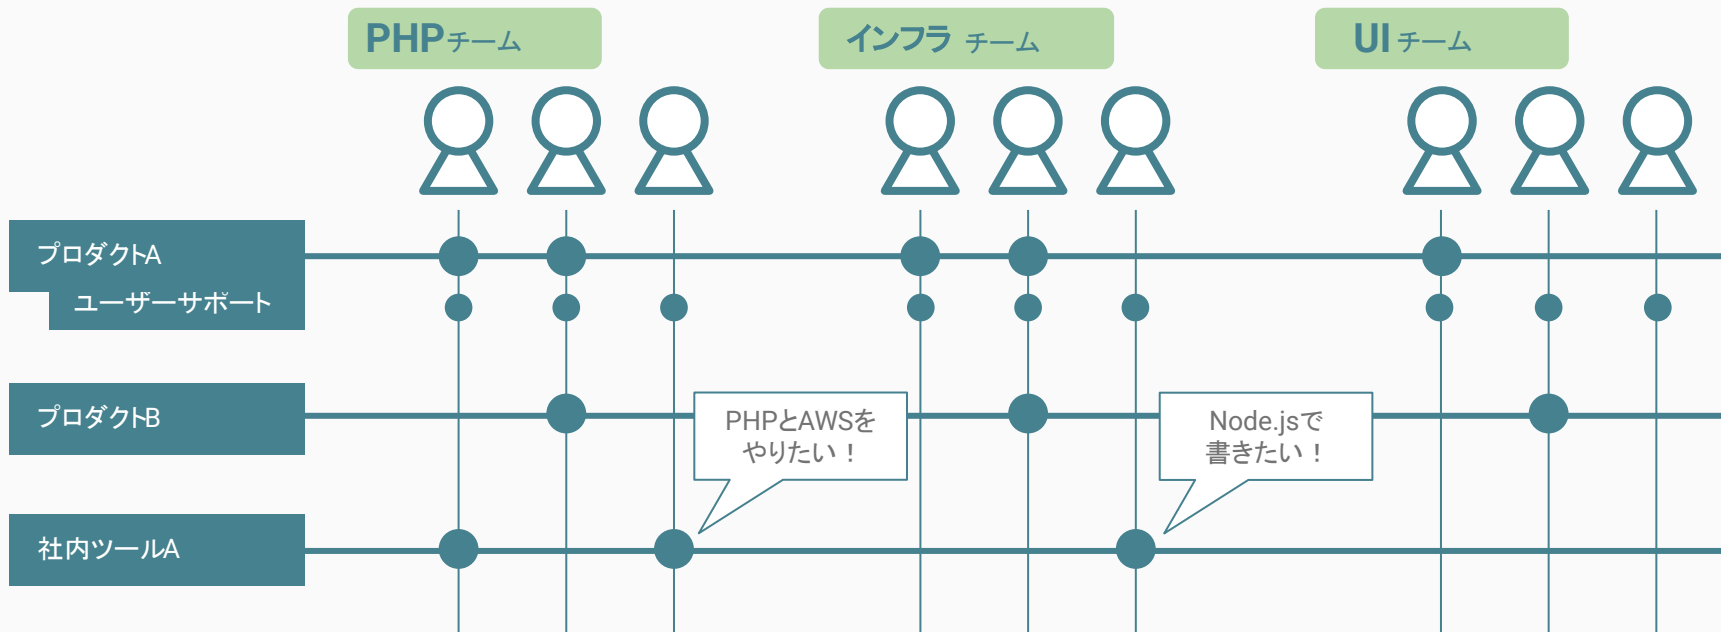 PHPチーム
インフラ チーム
UI チーム
プロダクトA
ユーザーサポート
プロダクトB
PHPとAWSを
やりたい！
Node.jsで
書きたい！
社内ツールA